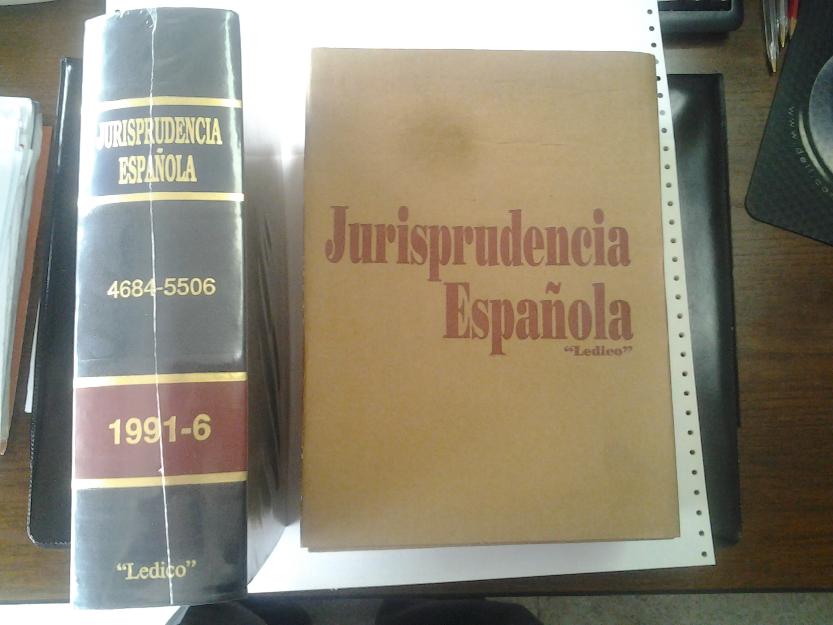 JURISPRUDENCIA
ESPAÑOLA
4684-5506
1991-6
“Ledico”
Jurisprudencia
Española
“Ledico”